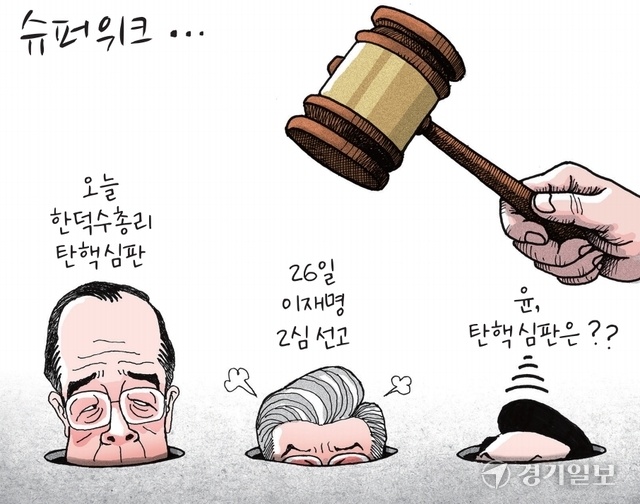 슈퍼위크 ...
오늘
한덕수총리
탄핵심판
26일
이재명
2심 선고
윤,
탄핵심판은 ??
경기일보